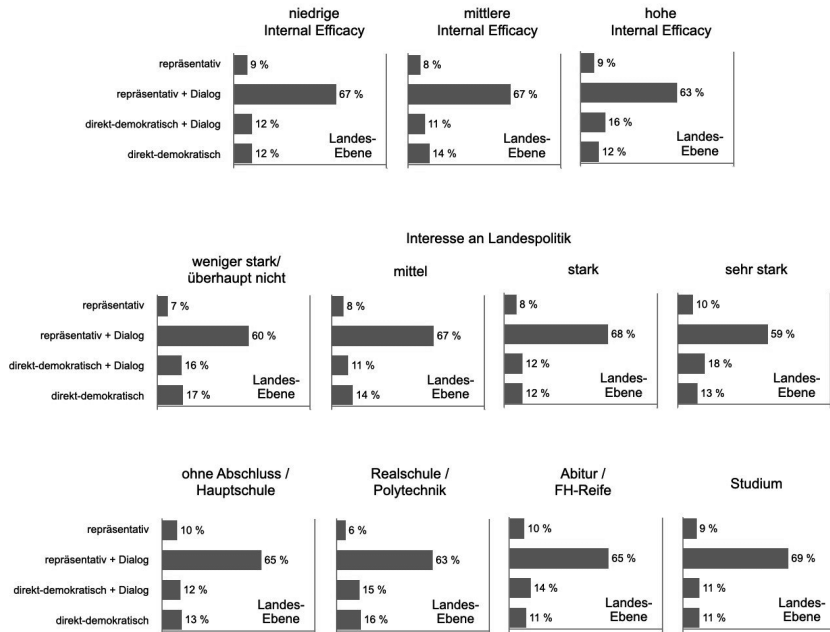 niedrige
Internal Efficacy
mittlere
Internal Efficacy
hohe
Internal Efficacy
repräsentativ
9 %
8 %
9 %
repräsentativ + Dialog
67 %
67 %
63 %
direkt-demokratisch + Dialog
12 %
11 %
16 %
direkt-demokratisch
12 %
14 %
12 %
Landes-
Ebene
Landes-
Ebene
Landes-
Ebene
Interesse an Landespolitik
weniger stark/
überhaupt nicht
mittel
stark
sehr stark
repräsentativ
7 %
8 %
8 %
10 %
repräsentativ + Dialog
60 %
67 %
68 %
59 %
direkt-demokratisch + Dialog
16 %
11 %
12 %
18 %
direkt-demokratisch
17 %
14 %
12 %
13 %
Landes-
Ebene
Landes-
Ebene
Landes-
Ebene
Landes-
Ebene
ohne Abschluss /
Hauptschule
Realschule /
Polytechnik
Abitur /
FH-Reife
Studium
repräsentativ
10 %
6 %
10 %
9 %
repräsentativ + Dialog
65 %
63 %
65 %
69 %
direkt-demokratisch + Dialog
12 %
15 %
14 %
11 %
direkt-demokratisch
13 %
16 %
11 %
11 %
Landes-
Ebene
Landes-
Ebene
Landes-
Ebene
Landes-
Ebene